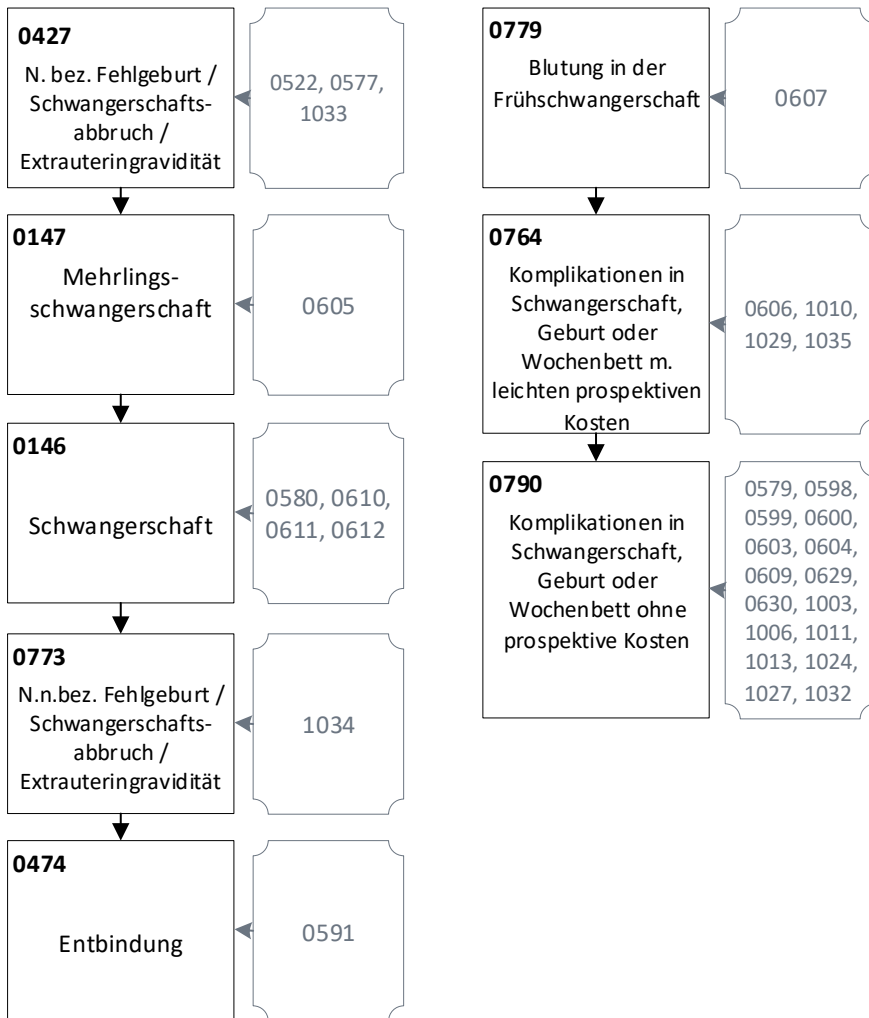 0427
N. bez. Fehlgeburt /
Schwangerschafts-
abbruch /
Extrauteringravidität
0522, 0577,
1033
0147
Mehrlings-
schwangerschaft
0605
0146
Schwangerschaft
0580, 0610,
0611, 0612
0773
N.n.bez. Fehlgeburt /
Schwangerschafts-
abbruch /
Extrauteringravidität
1034
0474
Entbindung
0591
0779
Blutung in der
Frühschwangerschaft
0607
0764
Komplikationen in
Schwangerschaft,
Geburt oder
Wochenbett m.
leichten prospektiven
Kosten
0606, 1010,
1029, 1035
0790
Komplikationen in
Schwangerschaft,
Geburt oder
Wochenbett ohne
prospektive Kosten
0579, 0598,
0599, 0600,
0603, 0604,
0609, 0629,
0630, 1003,
1006, 1011,
1013, 1024,
1027, 1032